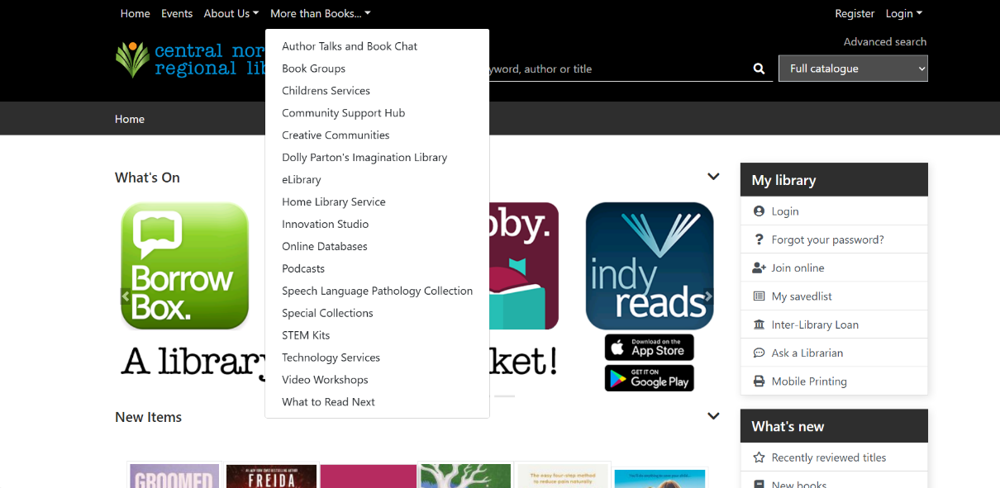 Home Events About Us More than Books... Register Login
Advanced search
central nor
regional lib
yword, author or title
Full catalogue
Author Talks and Book Chat
Book Groups
Childrens Services
Community Support Hub
Creative Communities
Dolly Parton's Imagination Library
eLibrary
Home Library Service
Innovation Studio
Online Databases
Podcasts
Speech Language Pathology Collection
Special Collections
STEM Kits
Technology Services
Video Workshops
What to Read Next
Home
What's On
Borrow
Box.
by.
indy
reads
A library
ket!
Download on the
App Store
GET IT ON
Google Play
My library
Login
Forgot your password?
Join online
My savedlist
Inter-Library Loan
Ask a Librarian
Mobile Printing
New Items
What's new
Recently reviewed titles
New books
GROOMED
FREIDA
The easy four-step method
to reduce pain naturally